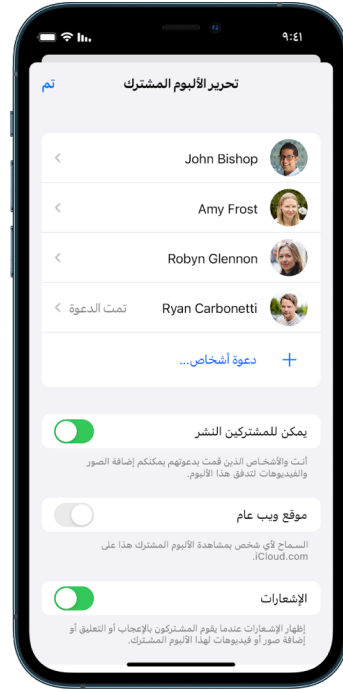 ٩:٤١
تحرير الألبوم المشترك
تم
John Bishop
Amy Frost
Robyn Glennon
Ryan Carbonetti تمت الدعوة
دعوة أشخاص...
يمكن للمشتركين النشر
أنت والأشخاص الذين قمت بدعوتهم يمكنكم إضافة الصور
والفيديوهات لتدفق هذا الألبوم.
موقع ويب عام
السماح لأي شخص بمشاهدة الألبوم المشترك هذا على
iCloud.com.
الإشعارات
إظهار الإشعارات عندما يقوم المشتركون بالإعجاب أو التعليق أو
إضافة صور أو فيديوهات لهذا الألبوم المشترك.